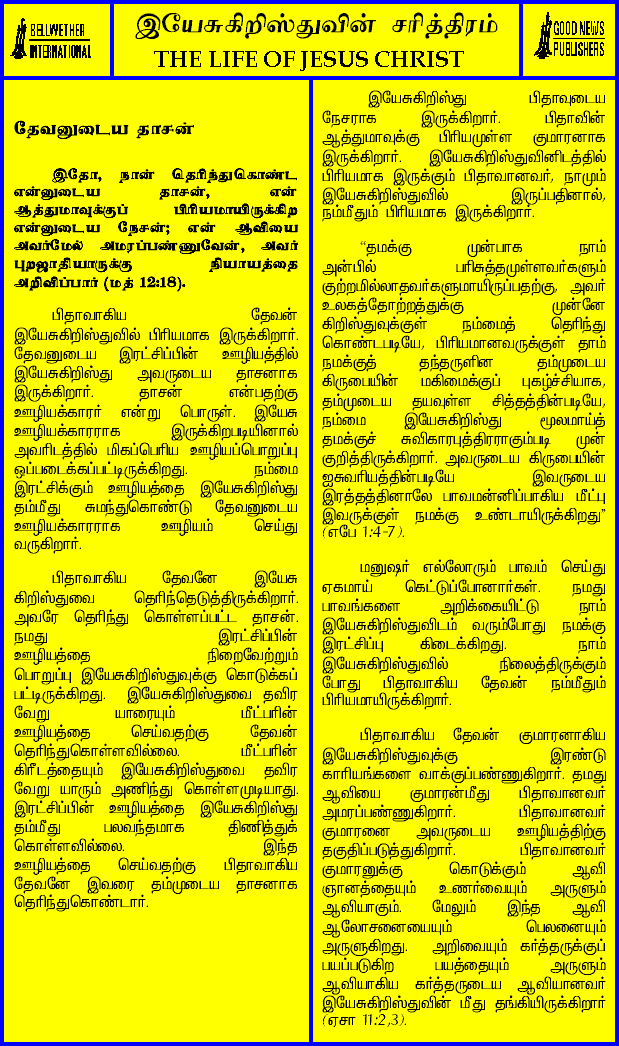 BELLWETHER
INTERNATIONAL
இயேசுகிறிஸ்துவின் சரித்திரம்
THE LIFE OF JESUS CHRIST
GOOD NEWS
PUBLISHERS
தேவனுடைய தாசன்
இதோ, நான் தெரிந்துகொண்ட
என்னுடைய தாசன், என்
ஆத்துமாவுக்குப் பிரியமாயிருக்கிற
என்னுடைய நேசன்; என் ஆவியை
அவர்மேல் அமரப்பண்ணுவேன், அவர்
புறஜாதியாருக்கு நியாயத்தை
அறிவிப்பார் (மத் 12:18).
பிதாவாகிய தேவன்
இயேசுகிறிஸ்துவில் பிரியமாக இருக்கிறார்.
தேவனுடைய இரட்சிப்பின் ஊழியத்தில்
இயேசுகிறிஸ்து அவருடைய தாசனாக
இருக்கிறார். தாசன் என்பதற்கு
ஊழியக்காரர் என்று பொருள். இயேசு
ஊழியக்காரராக இருக்கிறபடியினால்
அவரிடத்தில் மிகப்பெரிய ஊழியப்பொறுப்பு
ஒப்படைக்கப்பட்டிருக்கிறது. நம்மை
இரட்சிக்கும் ஊழியத்தை இயேசுகிறிஸ்து
தம்மீது சுமந்துகொண்டு தேவனுடைய
ஊழியக்காரராக ஊழியம் செய்து
வருகிறார்.
பிதாவாகிய தேவனே இயேசு
கிறிஸ்துவை தெரிந்தெடுத்திருக்கிறார்.
அவரே தெரிந்து கொள்ளப்பட்ட தாசன்.
நமது இரட்சிப்பின்
ஊழியத்தை நிறைவேற்றும்
பொறுப்பு இயேசுகிறிஸ்துவுக்கு கொடுக்கப்
பட்டிருக்கிறது. இயேசுகிறிஸ்துவை தவிர
வேறு யாரையும் மீட்பரின்
ஊழியத்தை செய்வதற்கு தேவன்
தெரிந்துகொள்ளவில்லை. மீட்பரின்
கிரீடத்தையும் இயேசுகிறிஸ்துவை தவிர
வேறு யாரும் அணிந்து கொள்ளமுடியாது.
இரட்சிப்பின் ஊழியத்தை இயேசுகிறிஸ்து
தம்மீது பலவந்தமாக திணித்துக்
கொள்ளவில்லை. இந்த
ஊழியத்தை செய்வதற்கு பிதாவாகிய
தேவனே இவரை தம்முடைய தாசனாக
தெரிந்துகொண்டார்.
இயேசுகிறிஸ்து பிதாவுடைய
நேசராக இருக்கிறார். பிதாவின்
ஆத்துமாவுக்கு பிரியமுள்ள குமாரனாக
இருக்கிறார். இயேசுகிறிஸ்துவினிடத்தில்
பிரியமாக இருக்கும் பிதாவானவர், நாமும்
இயேசுகிறிஸ்துவில் இருப்பதினால்,
நம்மீதும் பிரியமாக இருக்கிறார்.
“தமக்கு முன்பாக நாம்
அன்பில் பரிசுத்தமுள்ளவர்களும்
குற்றமில்லாதவர்களுமாயிருப்பதற்கு, அவர்
உலகத்தோற்றத்துக்கு முன்னே
கிறிஸ்துவுக்குள் நம்மைத் தெரிந்து
கொண்டபடியே, பிரியமானவருக்குள் தாம்
நமக்குத் தந்தருளின தம்முடைய
கிருபையின் மகிமைக்குப் புகழ்ச்சியாக,
தம்முடைய தயவுள்ள சித்தத்தின்படியே,
நம்மை இயேசுகிறிஸ்து மூலமாய்த்
தமக்குச் சுவிகாரபுத்திரராகும்படி முன்
குறித்திருக்கிறார். அவருடைய கிருபையின்
ஐசுவரியத்தின்படியே இவருடைய
இரத்தத்தினாலே பாவமன்னிப்பாகிய மீட்பு
இவருக்குள் நமக்கு உண்டாயிருக்கிறது”
(எபே 1:4-7).
மனுஷர் எல்லோரும் பாவம் செய்து
ஏகமாய் கெட்டுப்போனார்கள். நமது
பாவங்களை அறிக்கையிட்டு நாம்
இயேசுகிறிஸ்துவிடம் வரும்போது நமக்கு
இரட்சிப்பு கிடைக்கிறது. நாம்
இயேசுகிறிஸ்துவில் நிலைத்திருக்கும்
போது பிதாவாகிய தேவன் நம்மீதும்
பிரியமாயிருக்கிறார்.
பிதாவாகிய தேவன் குமாரனாகிய
இயேசுகிறிஸ்துவுக்கு இரண்டு
காரியங்களை வாக்குப்பண்ணுகிறார். தமது
ஆவியை குமாரன்மீது பிதாவானவர்
அமரப்பண்ணுகிறார். பிதாவானவர்
குமாரனை அவருடைய ஊழியத்திற்கு
தகுதிப்படுத்துகிறார். பிதாவானவர்
குமாரனுக்கு கொடுக்கும் ஆவி
ஞானத்தையும் உணர்வையும் அருளும்
ஆவியாகும். மேலும் இந்த ஆவி
ஆலோசனையையும் பெலனையும்
அருளுகிறது. அறிவையும் கர்த்தருக்குப்
பயப்படுகிற பயத்தையும் அருளும்
ஆவியாகிய கர்த்தருடைய ஆவியானவர்
இயேசுகிறிஸ்துவின் மீது தங்கியிருக்கிறார்
(ஏசா 11:2,3).